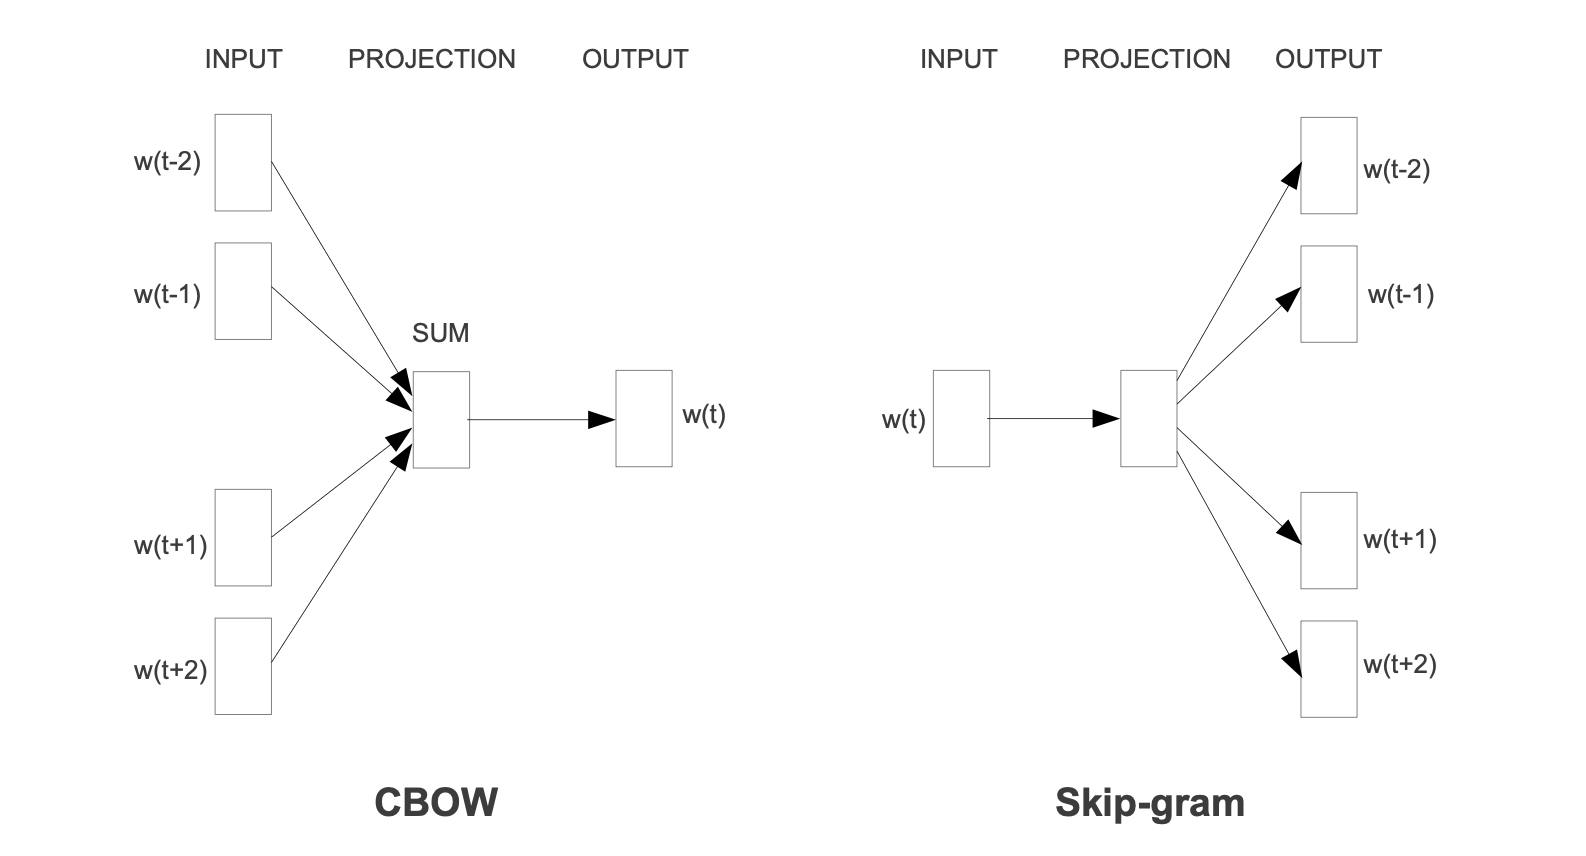 INPUT PROJECTION OUTPUT
w(t-2)
w(t-1)
SUM
w(t)
w(t+1)
w(t+2)
CBOW
INPUT PROJECTION OUTPUT
w(t-2)
w(t-1)
w(t)
w(t+1)
w(t+2)
Skip-gram